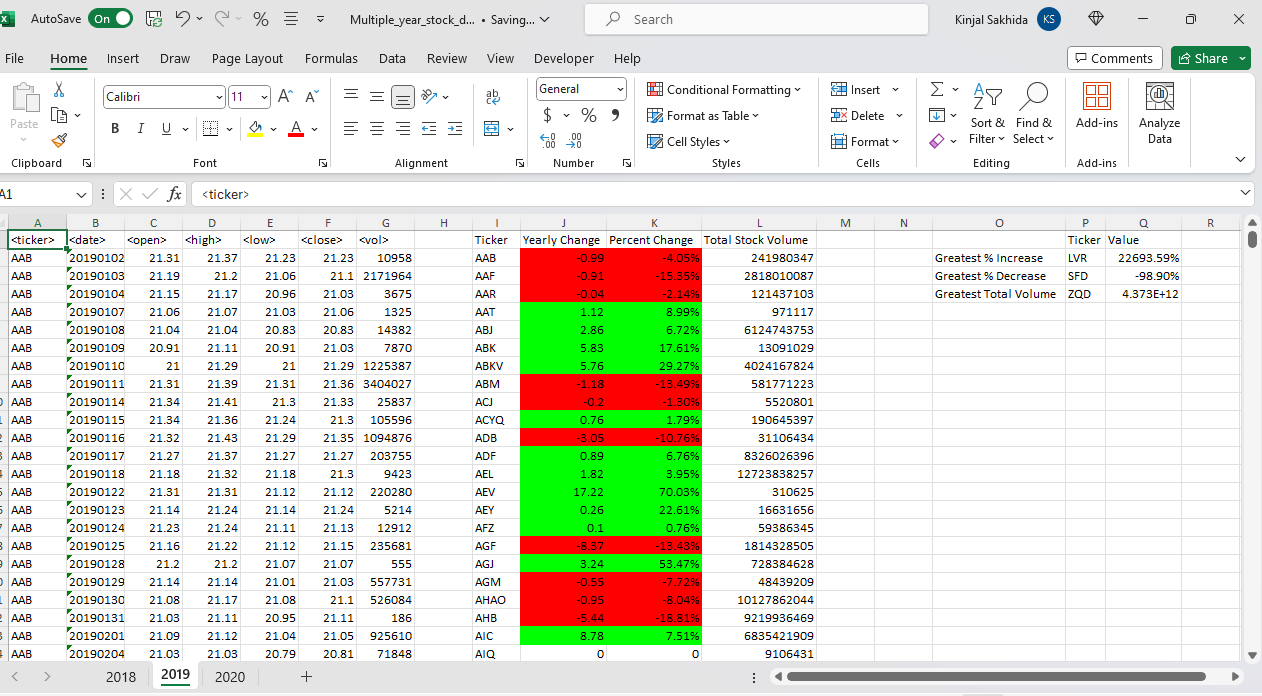 AutoSave On Multiple_year_stock_d... • Saving... Search Kinjal Sakhida KS
File Home Insert Draw Page Layout Formulas Data Review View Developer Help Comments Share
Calibri 11 General Conditional Formatting Insert
Paste B I U $ % Format as Table Delete Sort & Filter Find & Select Add-ins Analyze Data
Cell Styles Format
Clipboard Font Alignment Number Styles Cells Editing Add-ins
A1 fx <ticker>
A B C D E F G H I J K L M N O P Q R
<ticker> <date> <open> <high> <low> <close> <vol> Ticker Yearly Change Percent Change Total Stock Volume Ticker Value
AAB 20190102 21.31 21.37 21.23 21.23 10958 AAB -0.99 -4.05% 241980347 Greatest % Increase LVR 22693.59%
AAB 20190103 21.19 21.2 21.06 21.1 2171964 AAF -0.91 -15.35% 2818010087 Greatest % Decrease SFD -98.90%
AAB 20190104 21.15 21.17 20.96 21.03 3675 AAR -0.04 -2.14% 121437103 Greatest Total Volume ZQD 4.373E+12
AAB 20190107 21.06 21.07 21.03 21.06 1325 AAT 1.12 8.99% 971117
AAB 20190108 21.04 21.04 20.83 20.83 14382 ABJ 2.86 6.72% 6124743753
AAB 20190109 20.91 21.11 20.91 21.03 7870 ABK 5.83 17.61% 13091029
AAB 20190110 21 21.29 21 21.29 1225387 ABKV 5.76 29.27% 4024167824
AAB 20190111 21.31 21.39 21.31 21.36 3404027 ABM -1.18 -13.49% 581771223
AAB 20190114 21.34 21.41 21.3 21.33 25837 ACJ -0.2 -1.30% 5520801
AAB 20190115 21.34 21.36 21.24 21.3 105596 ACYQ 0.76 1.79% 190645397
AAB 20190116 21.32 21.43 21.29 21.35 1094876 ADB -3.05 -10.76% 31106434
AAB 20190117 21.27 21.37 21.27 21.27 203755 ADF 0.89 6.76% 8326026396
AAB 20190118 21.18 21.32 21.18 21.3 9423 AEL 1.82 3.95% 12723838257
AAB 20190122 21.31 21.31 21.12 21.12 220280 AEV 17.22 70.03% 310625
AAB 20190123 21.14 21.24 21.14 21.24 5214 AEY 0.26 22.61% 16631656
AAB 20190124 21.23 21.24 21.11 21.13 12912 AFZ 0.1 0.76% 59386345
AAB 20190125 21.16 21.22 21.12 21.15 235681 AGF -8.37 -13.43% 1814328505
AAB 20190128 21.2 21.2 21.07 21.07 555 AGJ 3.24 53.47% 728384628
AAB 20190129 21.14 21.14 21.01 21.03 557731 AGM -0.55 -7.72% 48439209
AAB 20190130 21.08 21.17 21.08 21.1 526084 AHAO -0.95 -8.04% 10127862044
AAB 20190131 21.03 21.11 20.95 21.11 186 AHB -5.44 -18.81% 9219936469
AAB 20190201 21.09 21.12 21.04 21.05 925610 AIC 8.78 7.51% 6835421909
AAB 20190204 21.03 21.03 20.79 20.81 71848 AIQ 0 0 9106431
2018 2019 2020